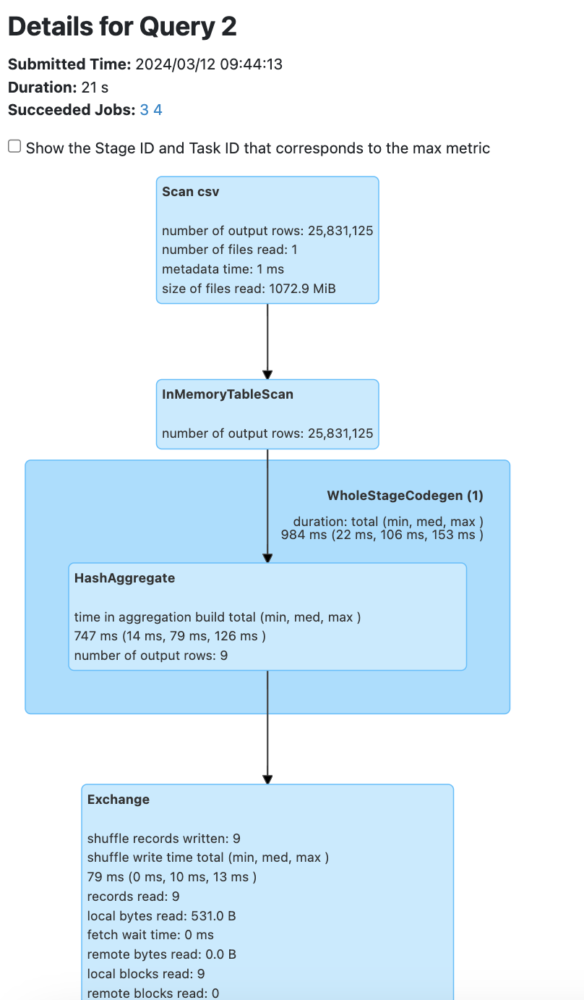 Details for Query 2
Submitted Time: 2024/03/12 09:44:13
Duration: 21 s
Succeeded Jobs: 3 4
Show the Stage ID and Task ID that corresponds to the max metric
Scan csv
number of output rows: 25,831,125
number of files read: 1
metadata time: 1 ms
size of files read: 1072.9 MiB
InMemoryTableScan
number of output rows: 25,831,125
WholeStageCodegen (1)
duration: total (min, med, max )
984 ms (22 ms, 106 ms, 153 ms )
HashAggregate
time in aggregation build total (min, med, max )
747 ms (14 ms, 79 ms, 126 ms )
number of output rows: 9
Exchange
shuffle records written: 9
shuffle write time total (min, med, max )
79 ms (0 ms, 10 ms, 13 ms )
records read: 9
local bytes read: 531.0 B
fetch wait time: 0 ms
remote bytes read: 0.0 B
local blocks read: 9
remote blocks read: 0